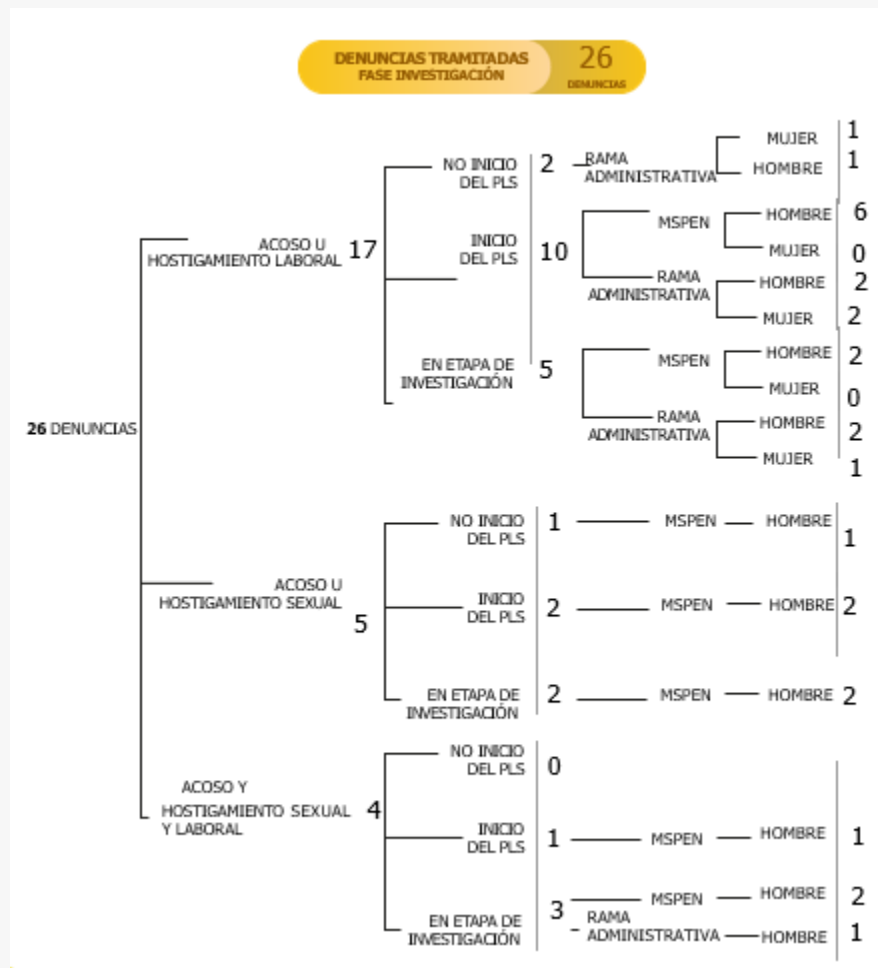 DENUNCIAS TRAMITADAS
FASE INVESTIGACIÓN
26
DENUNCIAS
26 DENUNCIAS
ACOSO U
HOSTIGAMIENTO LABORAL 17
NO INICIO
DEL PLS
2
RAMA
ADMINISTRATIVA
MUJER 1
HOMBRE 1
INICIO
DEL PLS
10
MSPEN
HOMBRE 6
MUJER 0
RAMA
ADMINISTRATIVA
HOMBRE 2
MUJER 2
EN ETAPA DE
INVESTIGACIÓN
5
MSPEN
HOMBRE 2
MUJER 0
RAMA
ADMINISTRATIVA
HOMBRE 2
MUJER 1
ACOSO U
HOSTIGAMIENTO SEXUAL
5
NO INICIO
DEL PLS
1
MSPEN
HOMBRE
1
INICIO
DEL PLS
2
MSPEN
HOMBRE 2
EN ETAPA DE
INVESTIGACIÓN
2
MSPEN
HOMBRE 2
ACOSO Y
HOSTIGAMIENTO SEXUAL
Y LABORAL
4
NO INICIO
DEL PLS
0
INICIO
DEL PLS
1
MSPEN
HOMBRE 1
EN ETAPA DE
INVESTIGACIÓN
3
MSPEN
HOMBRE 2
RAMA
ADMINISTRATIVA
HOMBRE 1